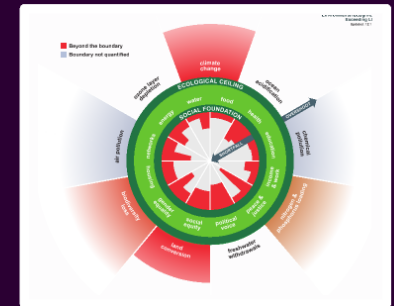 Beyond the boundary
Boundary not quantified
climate
change
ozone layer
depletion
ocean
acidification
ECOLOGICAL CEILING
OVERSHOOT
water
food
energy
health
SOCIAL FOUNDATION
networks
education
SHORTFALL
air pollution
chemical
pollution
housing
income
& work
gender
equality
peace &
justice
social
equity
political
voice
biodiversity
loss
nitrogen &
phosphorus loading
land
conversion
freshwater
withdrawals